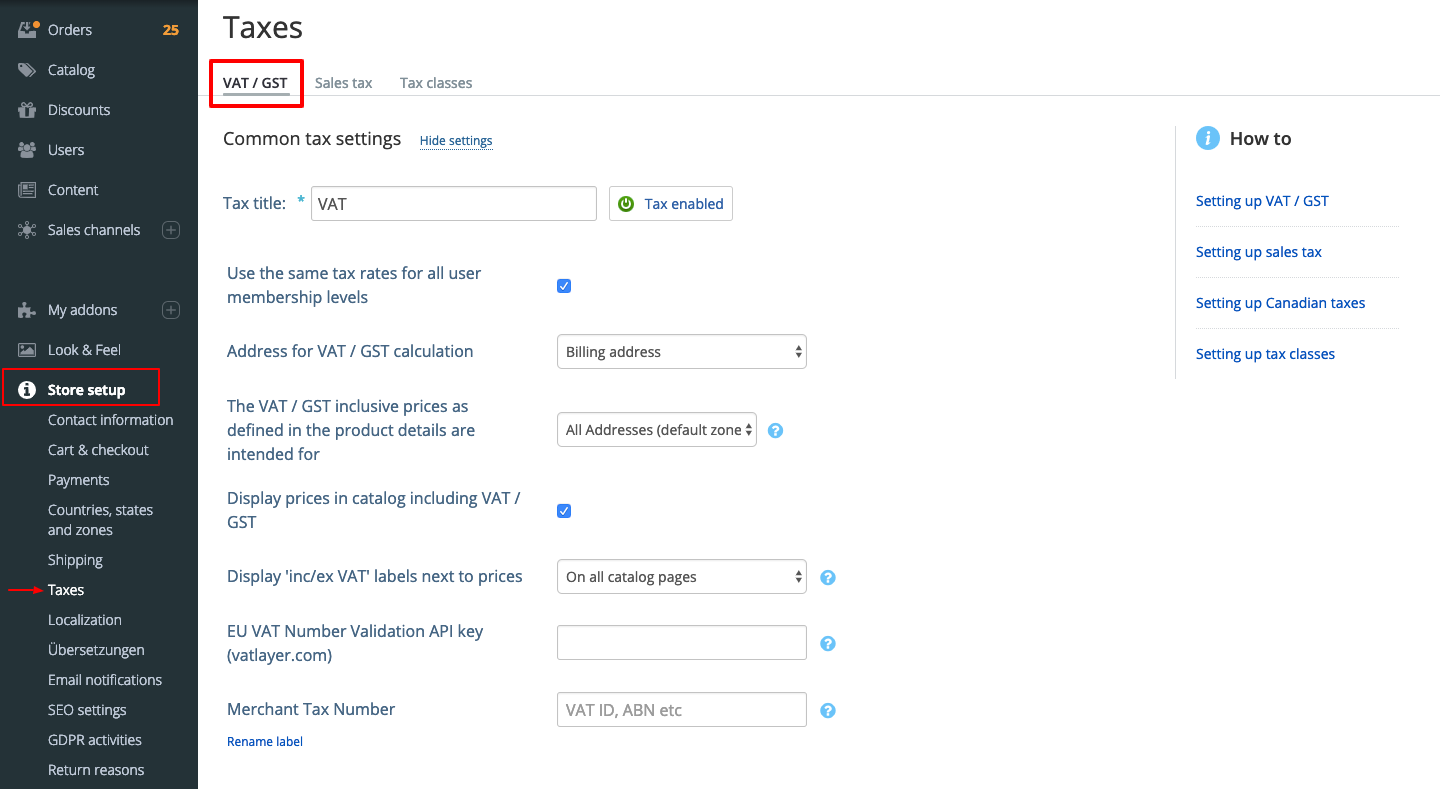 Orders 25
Catalog
Discounts
Users
Content
Sales channels
My addons
Look & Feel
Store setup
Contact information
Cart & checkout
Payments
Countries, states
and zones
Shipping
Taxes
Localization
Übersetzungen
Email notifications
SEO settings
GDPR activities
Return reasons
Taxes
VAT / GST Sales tax Tax classes
Common tax settings Hide settings
Tax title: * VAT Tax enabled
Use the same tax rates for all user
membership levels
Address for VAT / GST calculation Billing address
The VAT / GST inclusive prices as
defined in the product details are All Addresses (default zone ?
intended for
Display prices in catalog including VAT /
GST
Display 'inc/ex VAT' labels next to prices On all catalog pages ?
EU VAT Number Validation API key
(vatlayer.com) ?
Merchant Tax Number VAT ID, ABN etc ?
Rename label
i How to
Setting up VAT / GST
Setting up sales tax
Setting up Canadian taxes
Setting up tax classes